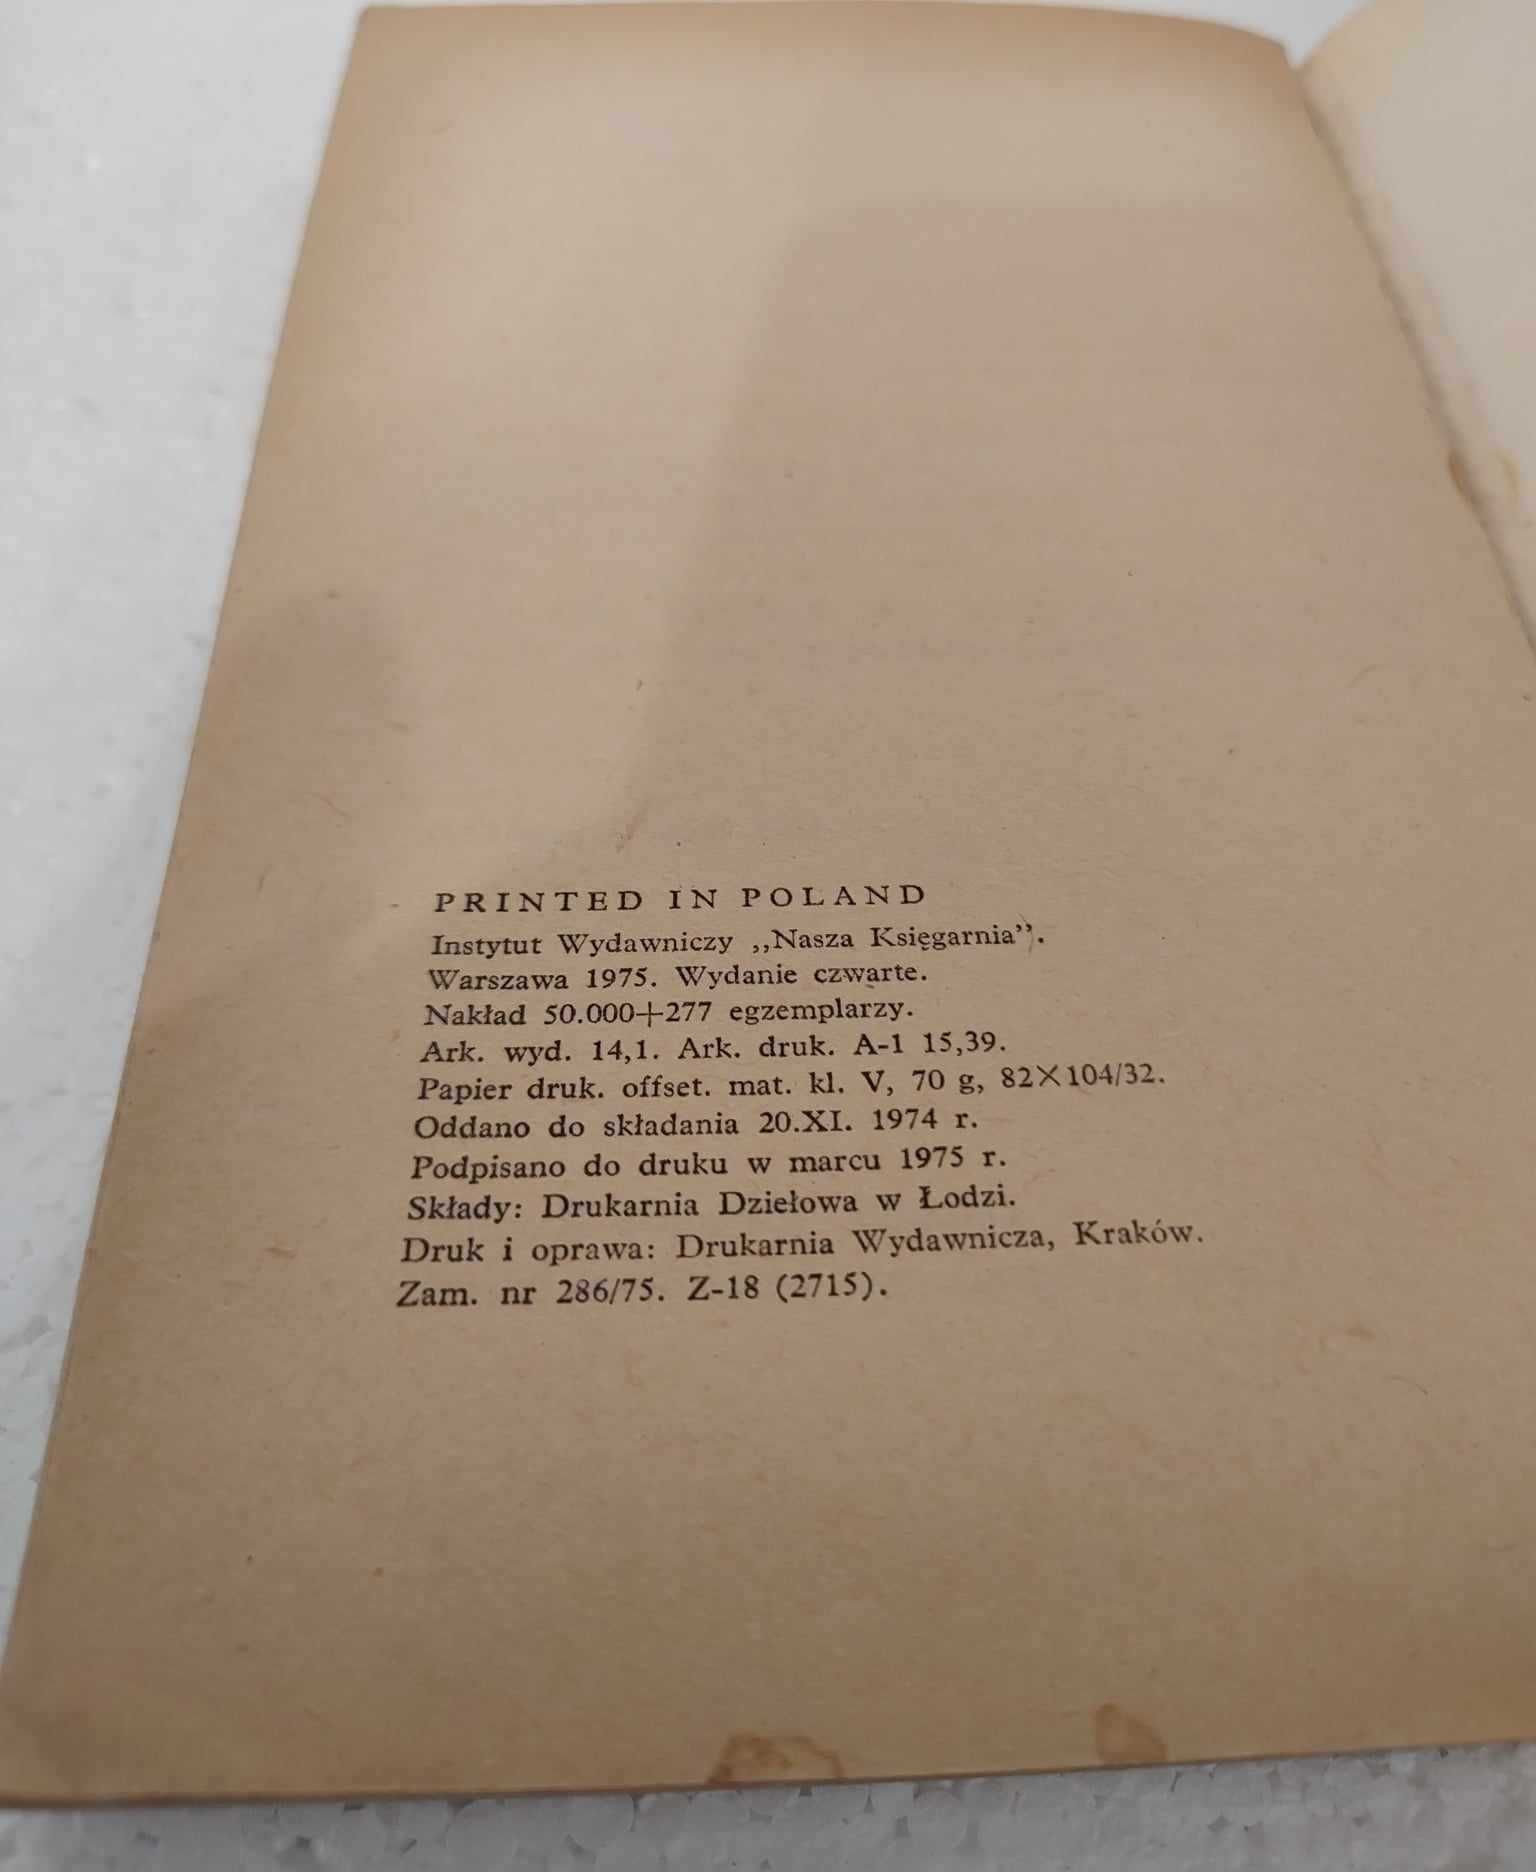 PRINTED IN POLAND
Instytut Wydawniczy ,,Nasza Księgarnia”.
Warszawa 1975. Wydanie czwarte.
Nakład 50.000+277 egzemplarzy.
Ark. wyd. 14,1. Ark. druk. A-1 15,39.
Papier druk. offset. mat. kl. V, 70 g, 82×104/32.
Oddano do składania 20.XI. 1974 r.
Podpisano do druku w marcu 1975 r.
Składy: Drukarnia Dziełowa w Łodzi.
Druk i oprawa: Drukarnia Wydawnicza, Kraków.
Zam. nr 286/75. Z-18 (2715).